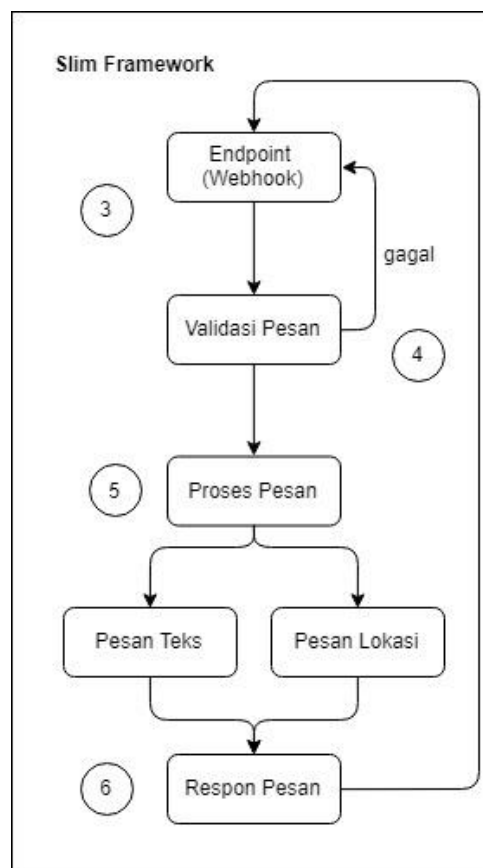 Slim Framework
Endpoint
(Webhook)
3
gagal
Validasi Pesan
4
5
Proses Pesan
Pesan Teks
Pesan Lokasi
6
Respon Pesan